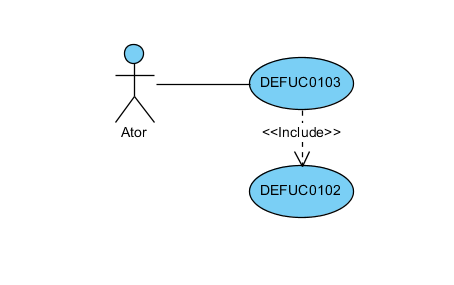 DEFUC0103
<<Include>>
Ator
DEFUC0102